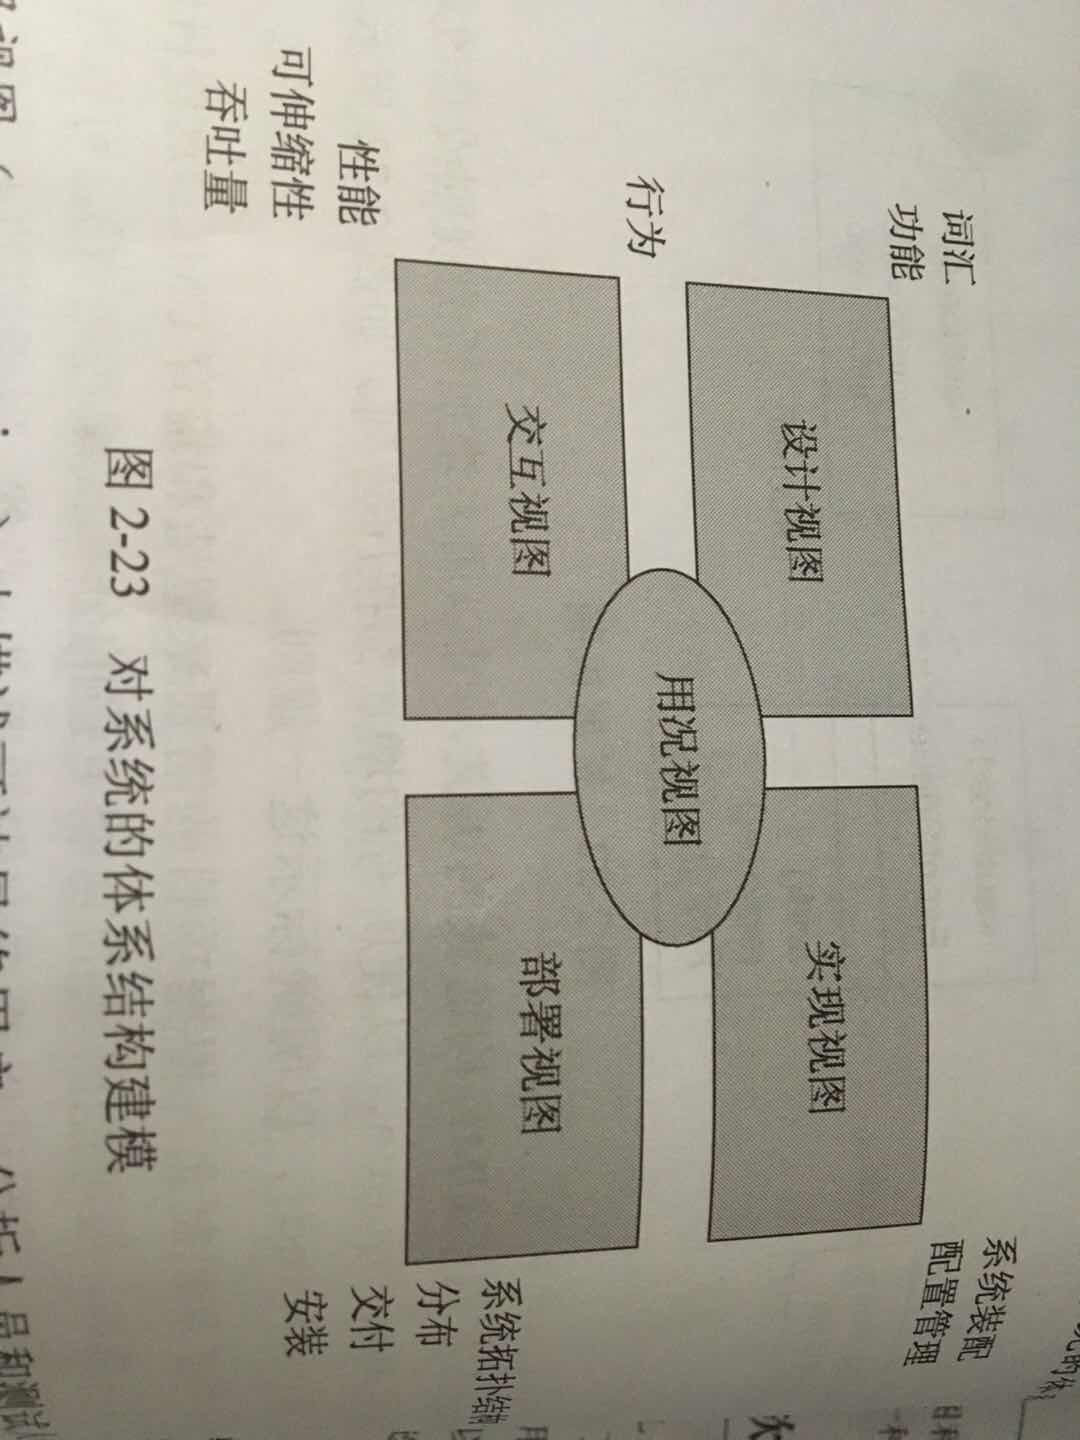 词汇
功能
设计视图
实现视图
系统装配
配置管理
行为
用况视图
性能
可伸缩性
吞吐量
交互视图
部署视图
系统拓扑结
分布
交付
安装
图 2-23 对系统的体系结构建模